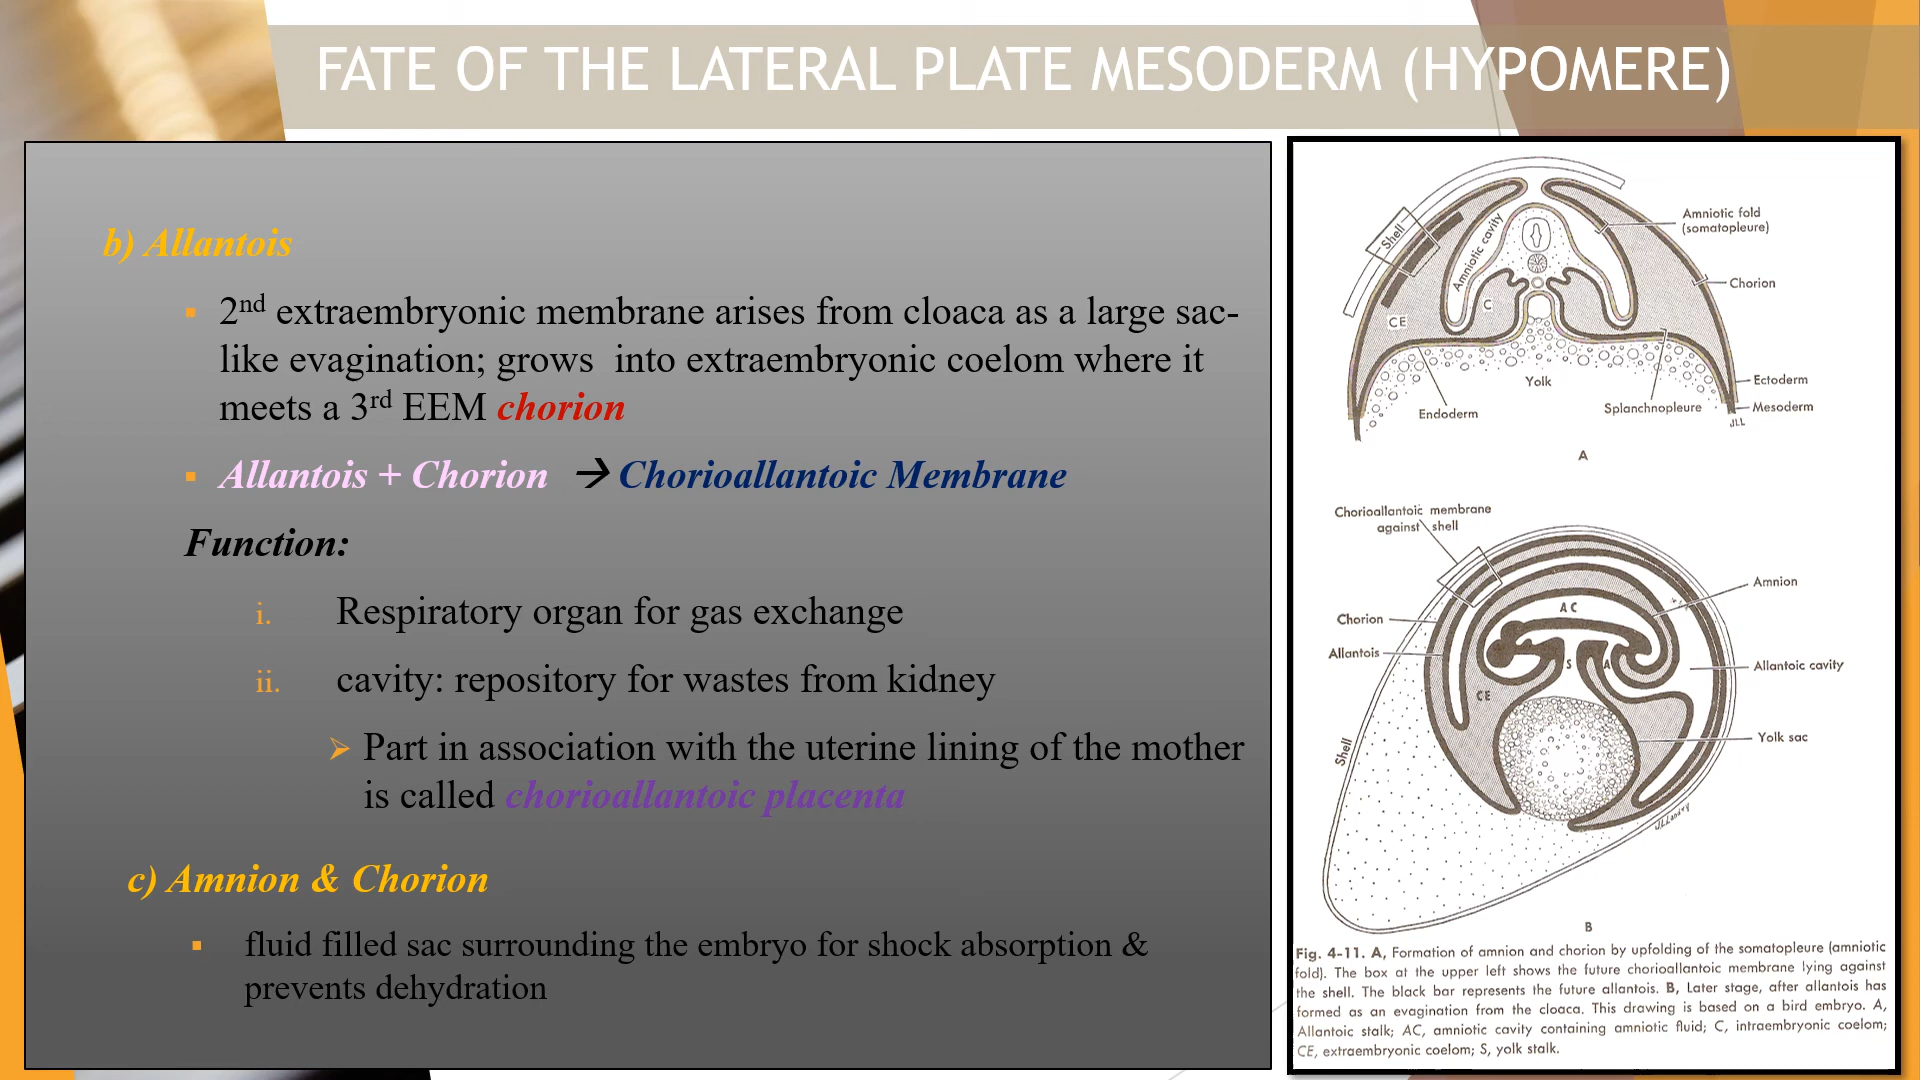 FATE OF THE LATERAL PLATE MESODERM (HYPOMERE)
b) Allantois
▪ 2nd extraembryonic membrane arises from cloaca as a large sac-
like evagination; grows into extraembryonic coelom where it
meets a 3rd EEM chorion
▪ Allantois + Chorion → Chorioallantoic Membrane
Function:
i. Respiratory organ for gas exchange
ii. cavity: repository for wastes from kidney
➢ Part in association with the uterine lining of the mother
is called chorioallantoic placenta
c) Amnion & Chorion
▪ fluid filled sac surrounding the embryo for shock absorption &
prevents dehydration
Shell
Amniotic cavity
Amniotic fold
(somatopleure)
Chorion
C
CE
Yolk
Ectoderm
Endoderm
Splanchnopleure
Mesoderm
JLL
A
Chorioallantoic membrane
against shell
Amnion
AC
Chorion
Allantois
S
A
Allantoic cavity
CE
Yolk sac
Shell
B
Fig. 4-11. A, Formation of amnion and chorion by upfolding of the somatopleure (amniotic
fold). The box at the upper left shows the future chorioallantoic membrane lying against
the shell. The black bar represents the future allantois. B, Later stage, after allantois has
formed as an evagination from the cloaca. This drawing is based on a bird embryo. A,
Allantoic stalk; AC, amniotic cavity containing amniotic fluid; C, intraembryonic coelom;
CE, extraembryonic coelom; S, yolk stalk.